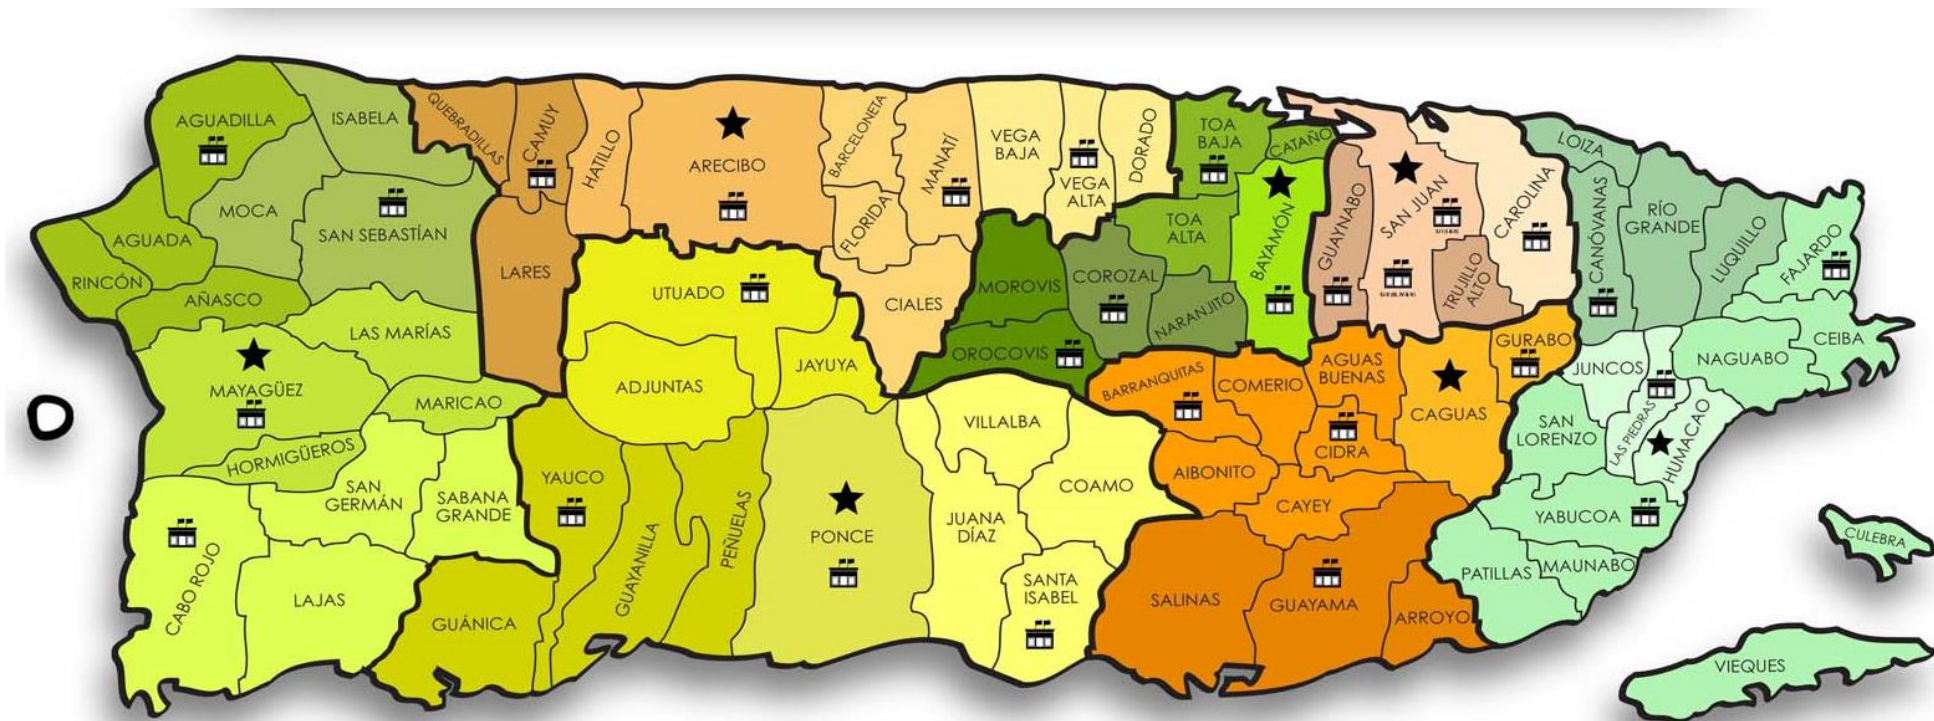 AGUADILLA
ISABELA
QUEBRADILLAS
CAMUY
HATILLO
ARECIBO
BARCELONETA
MANATÍ
VEGA
BAJA
VEGA
ALTA
DORADO
TOA
BAJA
CATAÑO
LOIZA
MOCA
SAN SEBASTÍAN
FLORIDA
TOA
ALTA
BAYAMÓN
GUAYNABO
SAN JUAN
CAROLINA
TRUJILLO
ALTO
CANÓVANAS
RÍO
GRANDE
LUQUILLO
FAJARDO
AGUADA
RINCÓN
AÑASCO
LARES
UTUADO
CIALES
MOROVIS
COROZAL
NARANJITO
LAS MARÍAS
MAYAGÜEZ
MARICAO
ADJUNTAS
JAYUYA
OROCOVIS
BARRANQUITAS
COMERIO
AGUAS
BUENAS
GURABO
CAGUAS
JUNCOS
NAGUABO
CEIBA
HORMIGÜEROS
VILLALBA
CIDRA
SAN
LORENZO
LAS PIEDRAS
HUMACAO
SAN
GERMÁN
SABANA
GRANDE
YAUCO
PEÑUELAS
PONCE
JUANA
DÍAZ
COAMO
AIBONITO
CAYEY
YABUCOA
CULEBRA
CABO ROJO
LAJAS
GUÁNICA
GUAYANILLA
SANTA
ISABEL
SALINAS
GUAYAMA
ARROYO
PATILLAS
MAUNABO
VIEQUES